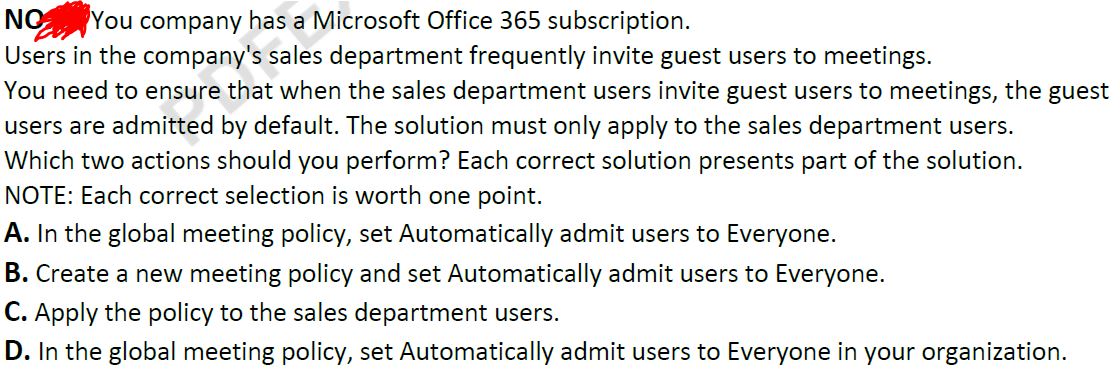 NO You company has a Microsoft Office 365 subscription.
Users in the company's sales department frequently invite guest users to meetings.
You need to ensure that when the sales department users invite guest users to meetings, the guest
users are admitted by default. The solution must only apply to the sales department users.
Which two actions should you perform? Each correct solution presents part of the solution.
NOTE: Each correct selection is worth one point.
A. In the global meeting policy, set Automatically admit users to Everyone.
B. Create a new meeting policy and set Automatically admit users to Everyone.
C. Apply the policy to the sales department users.
D. In the global meeting policy, set Automatically admit users to Everyone in your organization.